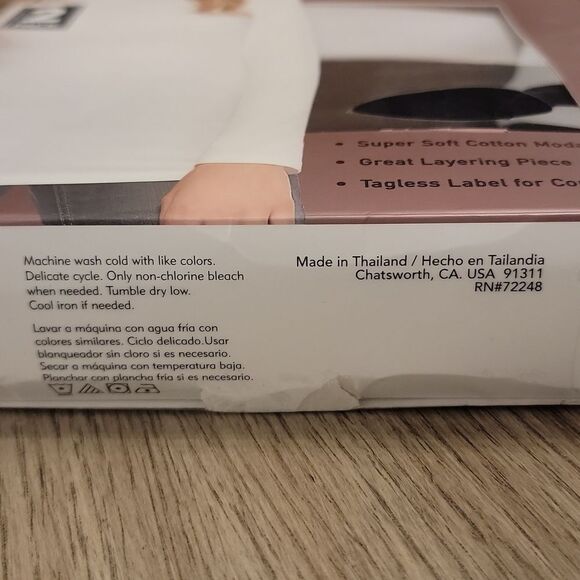 2
• Super Soft Cotton
• Great Layering Piece
• Tagless Label for
Machine wash cold with like colors.
Delicate cycle. Only non-chlorine bleach
when needed. Tumble dry low.
Cool iron if needed.
Lavar a máquina con agua fria con
colores similares. Ciclo delicado.Usar
blanqueador sin cloro si es necesario.
Secar a máquina con temperatura baja.
Planchar con plancha fría si es necesario.
Made in Thailand / Hecho en Tailandia
Chatsworth, CA. USA 91311
RN#72248